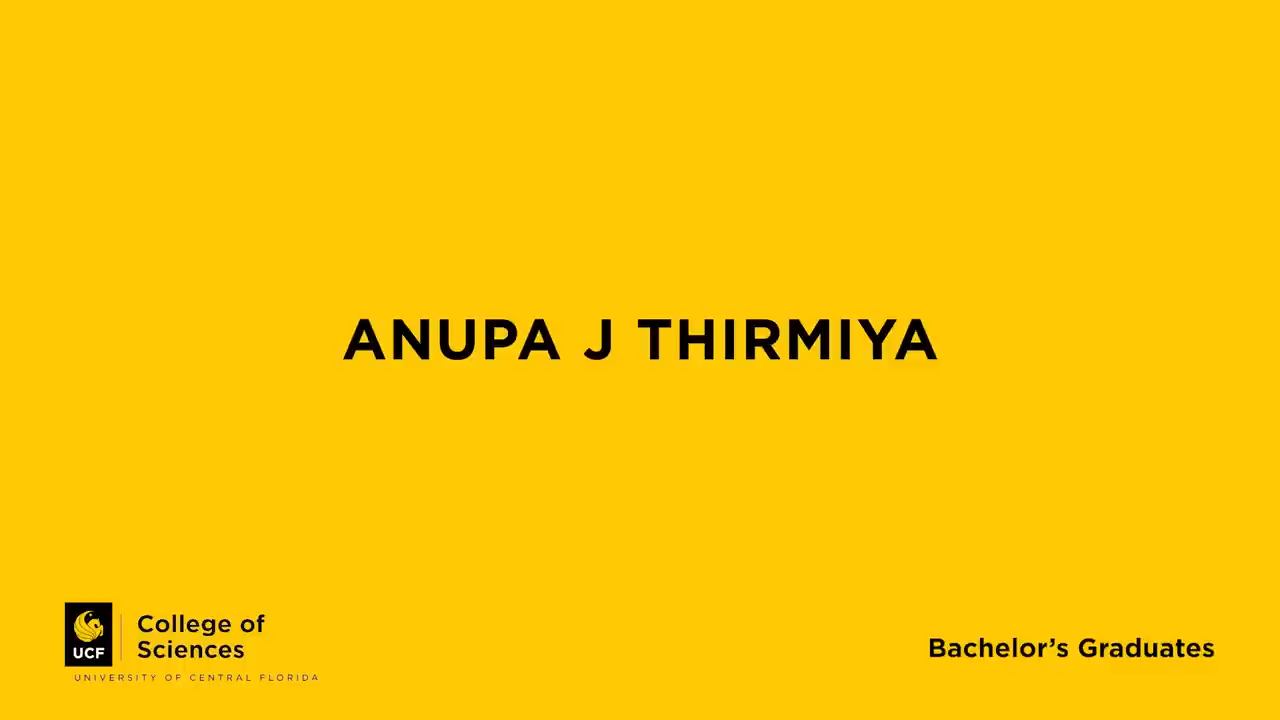 ANUPA J THIRMIYA
UCF
College of
Sciences
UNIVERSITY OF CENTRAL FLORIDA
Bachelor’s Graduates